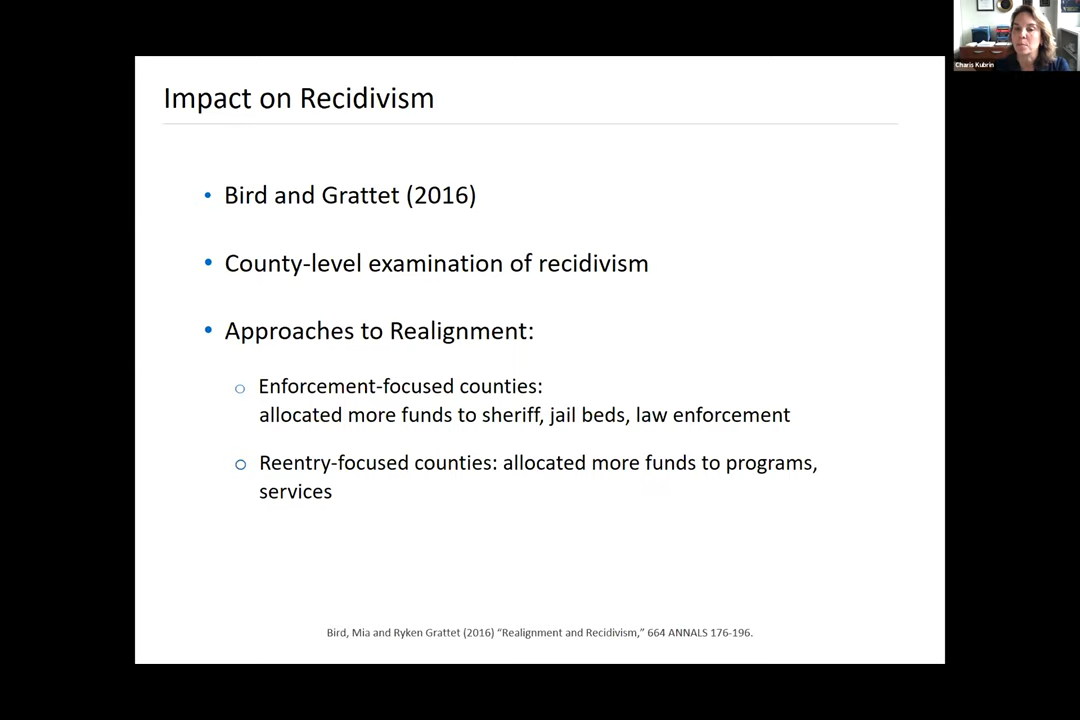 Charis Kubrin
Impact on Recidivism
• Bird and Grattet (2016)
• County-level examination of recidivism
• Approaches to Realignment:
o Enforcement-focused counties:
allocated more funds to sheriff, jail beds, law enforcement
o Reentry-focused counties: allocated more funds to programs,
services
Bird, Mia and Ryken Grattet (2016) “Realignment and Recidivism,” 664 ANNALS 176-196.